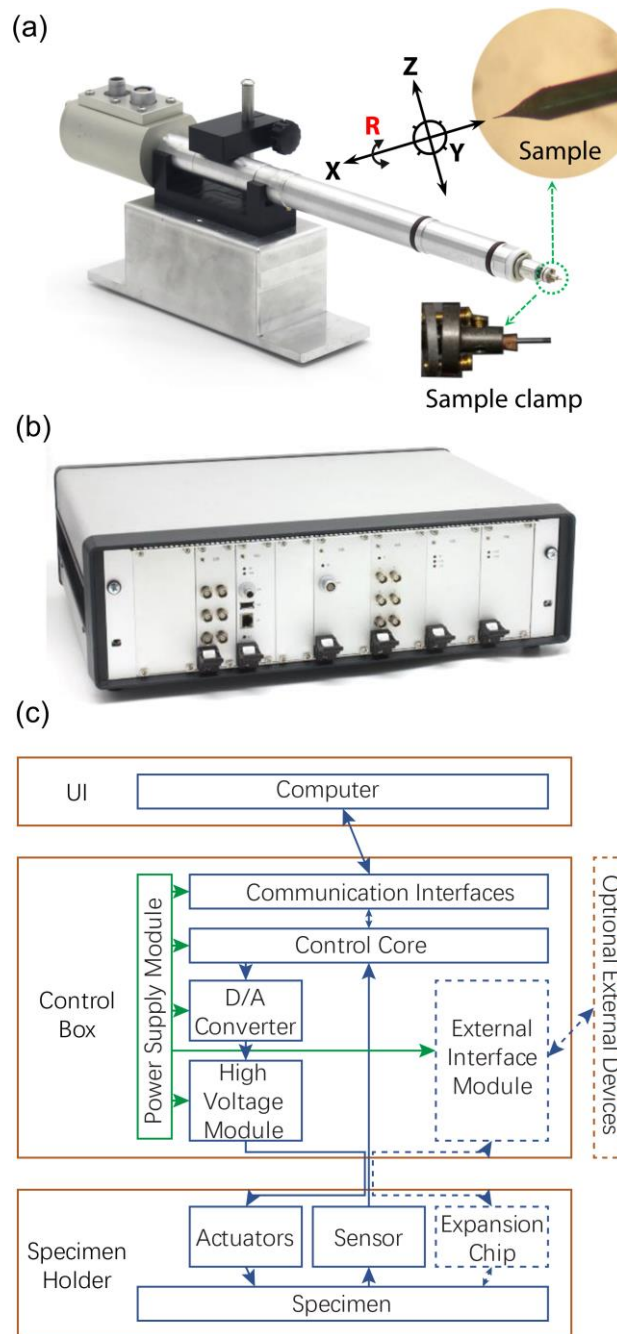 (a)
Z
R
X
Y
Sample
Sample clamp
(b)
(c)
UI
Computer
Control
Box
Power Supply Module
Communication Interfaces
Control Core
D/A
Converter
High
Voltage
Module
External
Interface
Module
Optional External Devices
Specimen
Holder
Actuators
Sensor
Expansion
Chip
Specimen